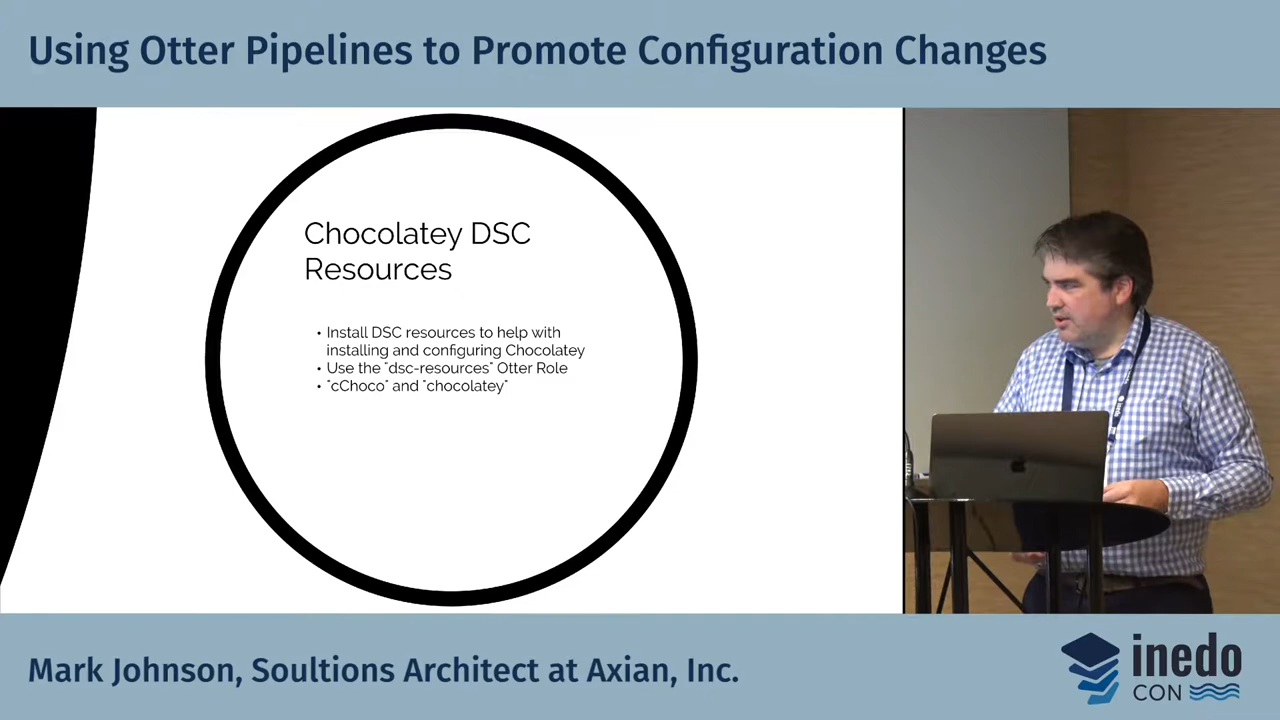 Using Otter Pipelines to Promote Configuration Changes
Chocolatey DSC
Resources
• Install DSC resources to help with
installing and configuring Chocolatey
• Use the "dsc-resources" Otter Role
• "cChoco" and "chocolatey"
Mark Johnson, Soultions Architect at Axian, Inc.
inedo
CON